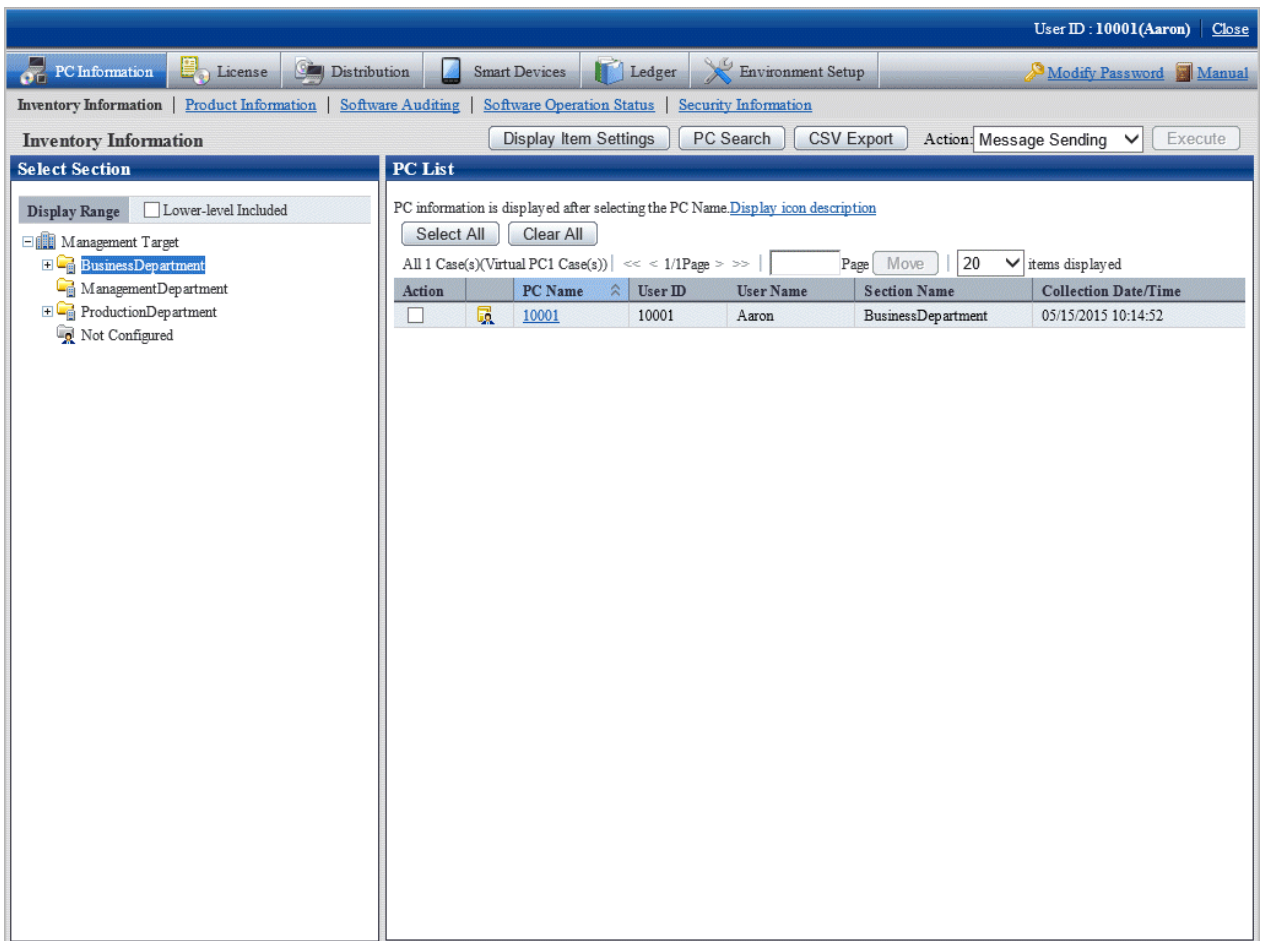 User ID : 10001(Aaron) Close
PC Information License Distribution Smart Devices Ledger Environment Setup Modify Password Manual
Inventory Information | Product Information | Software Auditing | Software Operation Status | Security Information
Inventory Information Display Item Settings PC Search CSV Export Action: Message Sending Execute
Select Section
Display Range Lower-level Included
Management Target
BusinessDepartment
ManagementDepartment
ProductionDepartment
Not Configured
PC List
PC information is displayed after selecting the PC Name.Display icon description
Select All Clear All
All 1 Case(s)(Virtual PC1 Case(s))| << < 1/1Page > >> | Page Move | 20 items displayed
Action PC Name User ID User Name Section Name Collection Date/Time
10001 10001 Aaron BusinessDepartment 05/15/2015 10:14:52